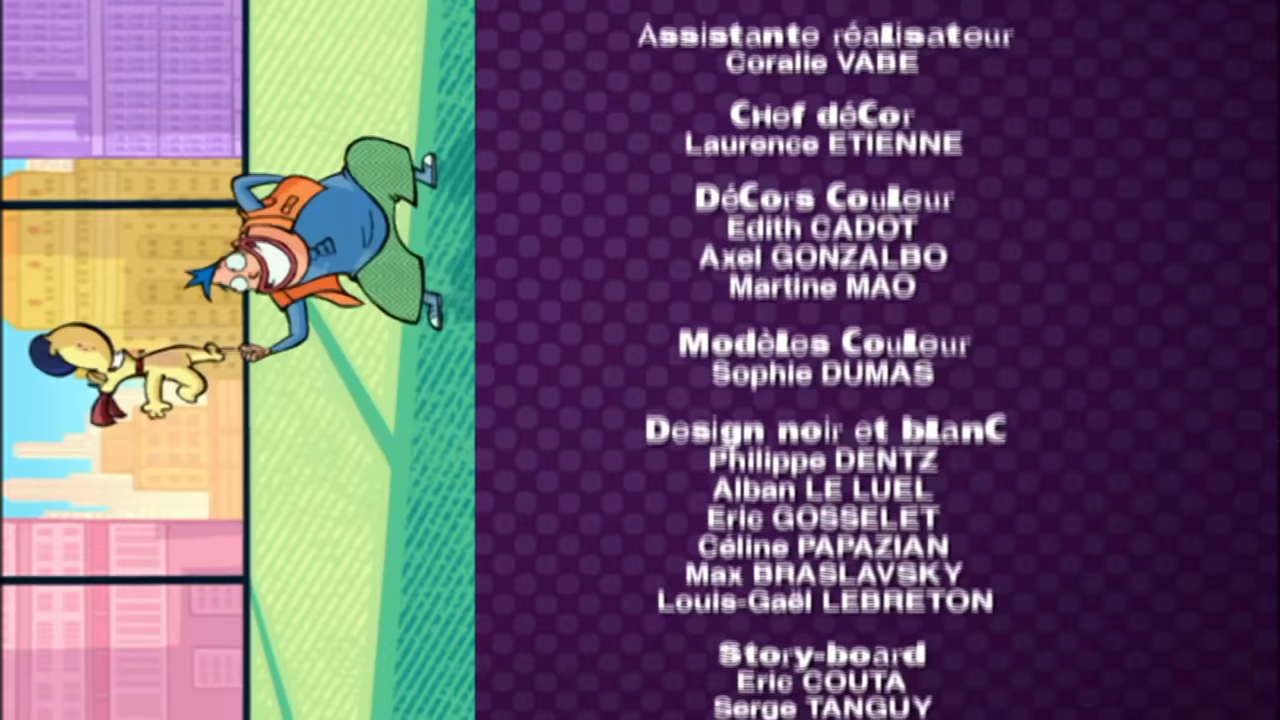 Assistante réalisateur
Coralie VABE
CHef déCor
Laurence ETIENNE
DéCors CouLeur
Edith CADOT
Axel GONZALBO
Martine MAO
ModèLes CouLeur
Sophie DUMAS
Design noir et bLanC
Philippe DENTZ
Alban LE LUEL
Eric GOSSELET
Céline PAPAZIAN
Max BRASLAVSKY
Louis-Gaël LEBRETON
Story-board
Eric COUTA
Serge TANGUY